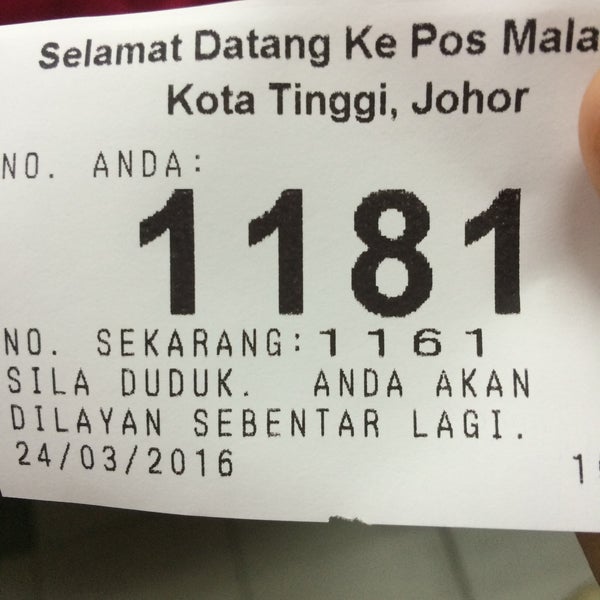 Selamat Datang Ke Pos
Kota Tinggi, Johor
NO. ANDA:
1181
NO. SEKARANG: 1161
SILA DUDUK. ANDA AKAN
DILAYAN SEBENTAR LAGI.
24/03/2016